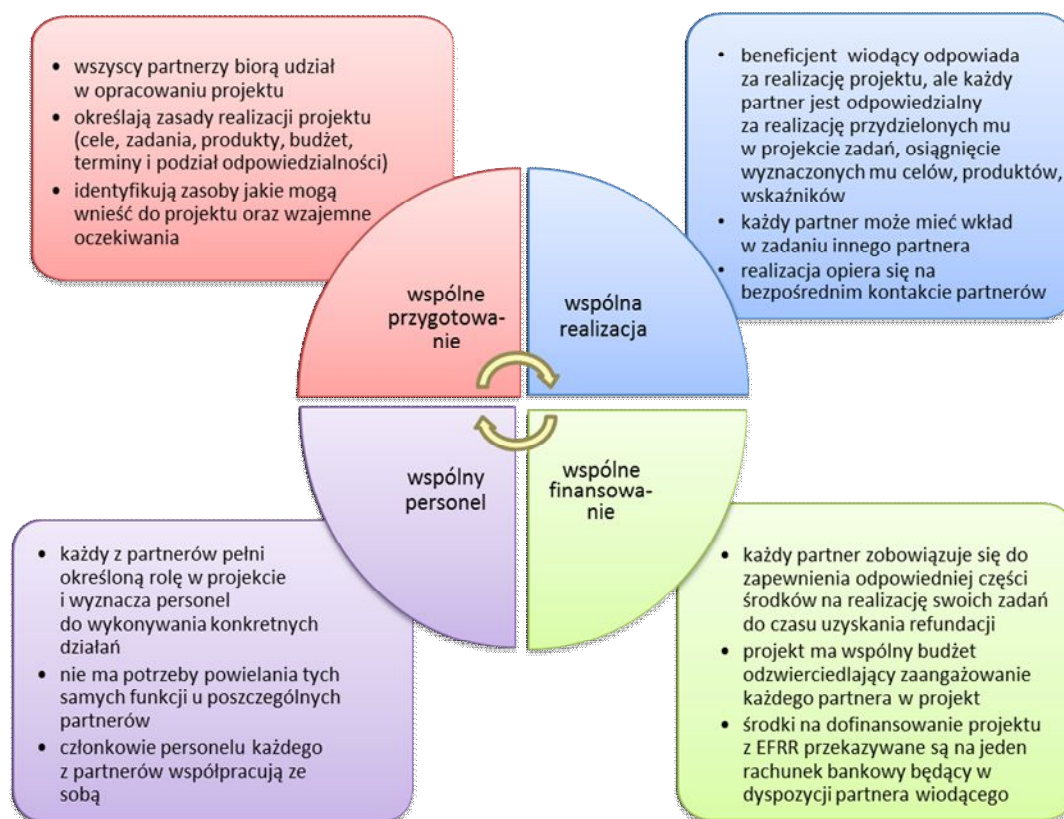 • wszyscy partnerzy biorą udział
w opracowaniu projektu
• określają zasady realizacji projektu
(cele, zadania, produkty, budżet,
terminy i podział odpowiedzialności)
• identyfikują zasoby jakie mogą
wnieść do projektu oraz wzajemne
oczekiwania
• beneficjent wiodący odpowiada
za realizację projektu, ale każdy
partner jest odpowiedzialny
za realizację przydzielonych mu
w projekcie zadań, osiągnięcie
wyznaczonych mu celów, produktów,
wskaźników
• każdy partner może mieć wkład
w zadaniu innego partnera
• realizacja opiera się na
bezpośrednim kontakcie partnerów
wspólne
przygotowa-
nie
wspólna
realizacja
wspólny
personel
wspólne
finansowa-
nie
• każdy z partnerów pełni
określoną rolę w projekcie
i wyznacza personel
do wykonywania konkretnych
działań
• nie ma potrzeby powielania tych
samych funkcji u poszczególnych
partnerów
• członkowie personelu każdego
z partnerów współpracują ze
sobą
• każdy partner zobowiązuje się do
zapewnienia odpowiedniej części
środków na realizację swoich zadań
do czasu uzyskania refundacji
• projekt ma wspólny budżet
odzwierciedlający zaangażowanie
każdego partnera w projekt
• środki na dofinansowanie projektu
z EFRR przekazywane są na jeden
rachunek bankowy będący w
dyspozycji partnera wiodącego